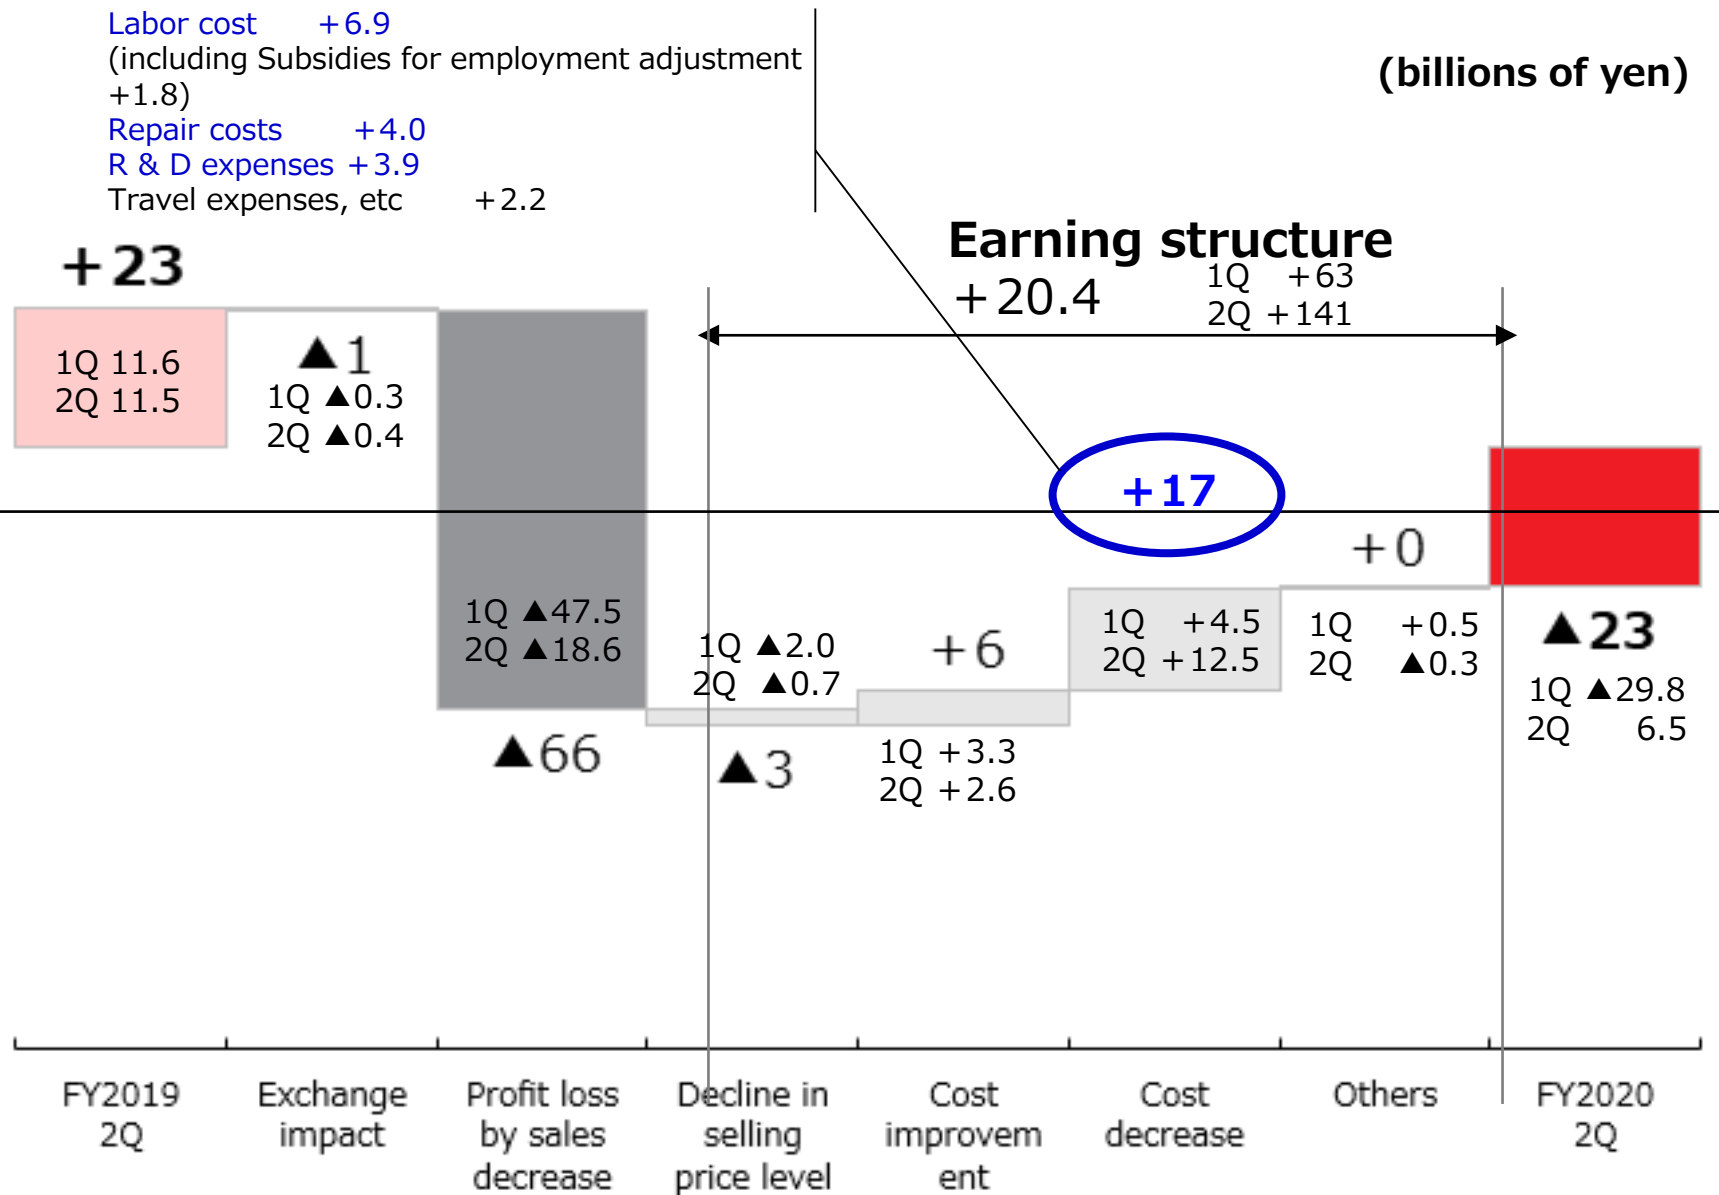 Labor cost +6.9
(including Subsidies for employment adjustment
+1.8)
Repair costs +4.0
R & D expenses +3.9
Travel expenses, etc +2.2
(billions of yen)
Earning structure
+20.4
1Q +63
2Q +141
+23
1Q 11.6
2Q 11.5
▲1
1Q ▲0.3
2Q ▲0.4
1Q ▲47.5
2Q ▲18.6
▲66
1Q ▲2.0
2Q ▲0.7
▲3
+6
1Q +3.3
2Q +2.6
+17
1Q +4.5
2Q +12.5
+0
1Q +0.5
2Q ▲0.3
▲23
1Q ▲29.8
2Q 6.5
FY2019
2Q
Exchange
impact
Profit loss
by sales
decrease
Decline in
selling
price level
Cost
improvem
ent
Cost
decrease
Others
FY2020
2Q